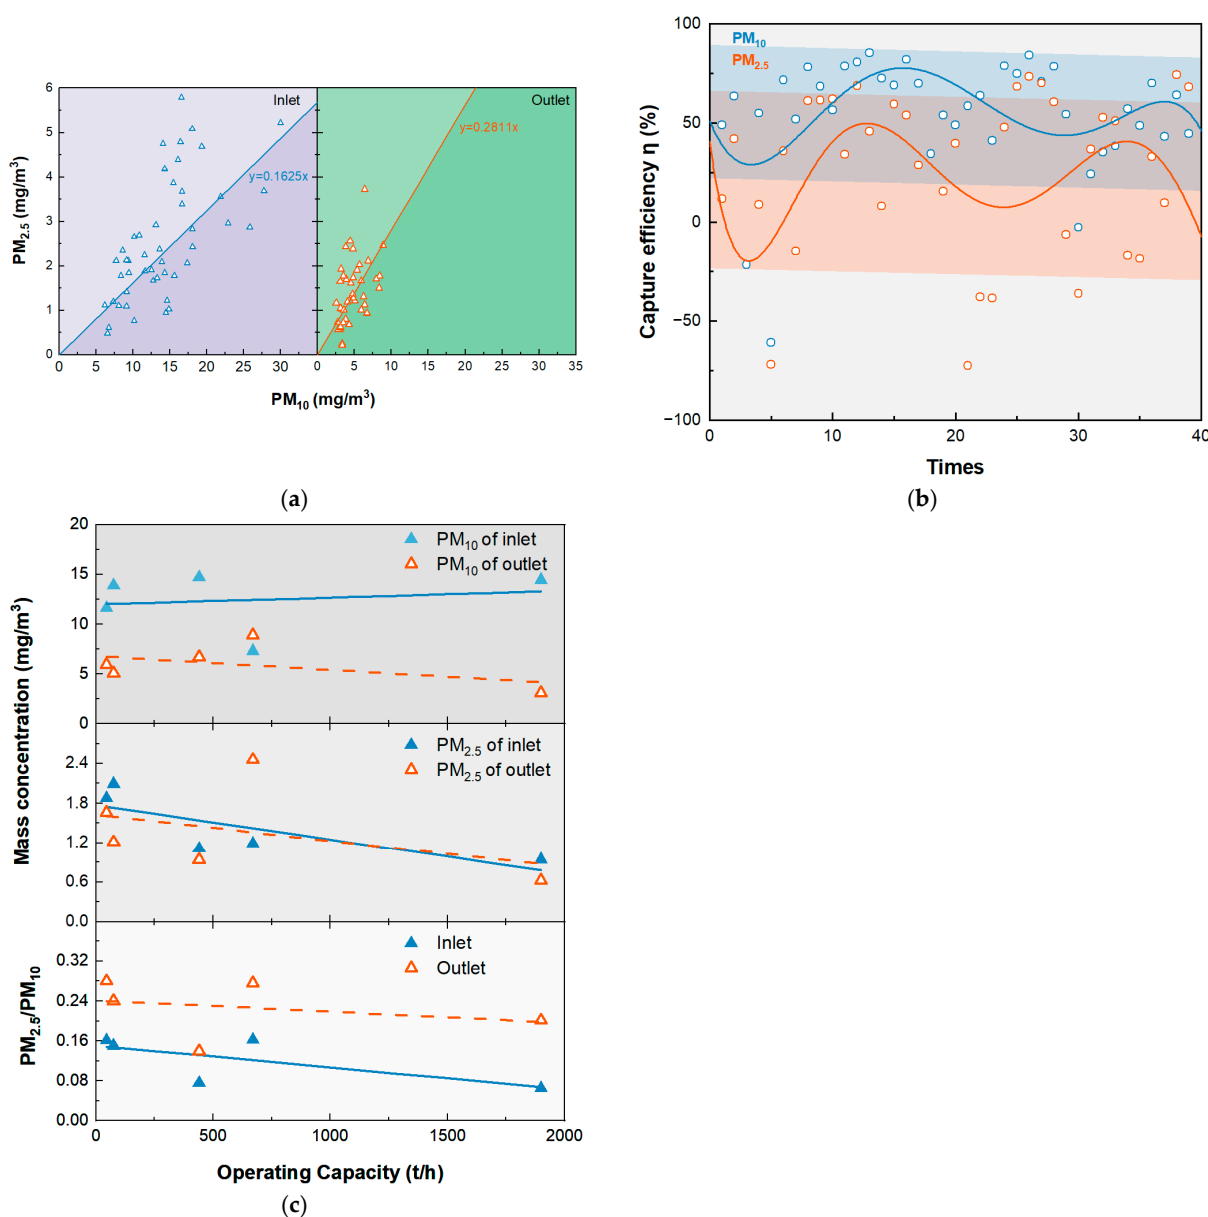 Inlet
Outlet
y=0.1625x
y=0.2811x
PM2.5 (mg/m3)
6
5
4
3
2
1
0
0 5 10 15 20 25 30 0 5 10 15 20 25 30 35
PM10 (mg/m3)
(a)
PM10
PM2.5
Capture efficiency η (%)
100
50
0
−50
−100
0 10 20 30 40
Times
(b)
Mass concentration (mg/m3)
20
15
10
5
0
PM10 of inlet
PM10 of outlet
2.4
1.8
1.2
0.6
0.0
PM2.5 of inlet
PM2.5 of outlet
PM2.5/PM10
0.32
0.24
0.16
0.08
0.00
Inlet
Outlet
0 500 1000 1500 2000
Operating Capacity (t/h)
(c)